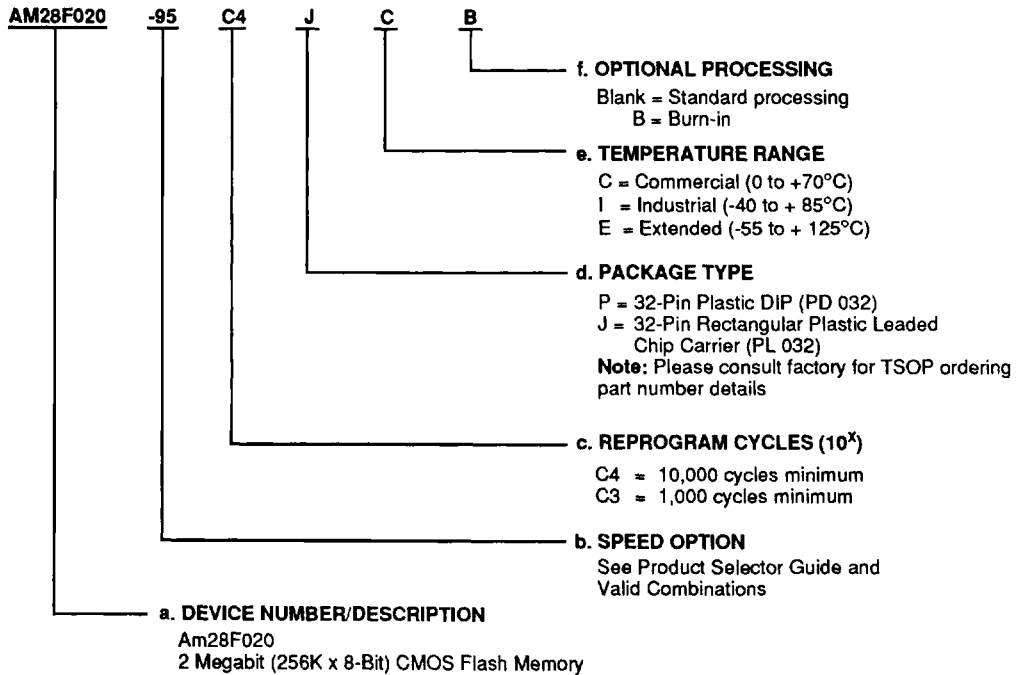 AM28F020 -95 C4 J C B
f. OPTIONAL PROCESSING
Blank = Standard processing
B = Burn-in
e. TEMPERATURE RANGE
C = Commercial (0 to +70°C)
I = Industrial (-40 to + 85°C)
E = Extended (-55 to + 125°C)
d. PACKAGE TYPE
P = 32-Pin Plastic DIP (PD 032)
J = 32-Pin Rectangular Plastic Leaded
Chip Carrier (PL 032)
Note: Please consult factory for TSOP ordering
part number details
c. REPROGRAM CYCLES (10ˣ)
C4 = 10,000 cycles minimum
C3 = 1,000 cycles minimum
b. SPEED OPTION
See Product Selector Guide and
Valid Combinations
a. DEVICE NUMBER/DESCRIPTION
Am28F020
2 Megabit (256K x 8-Bit) CMOS Flash Memory